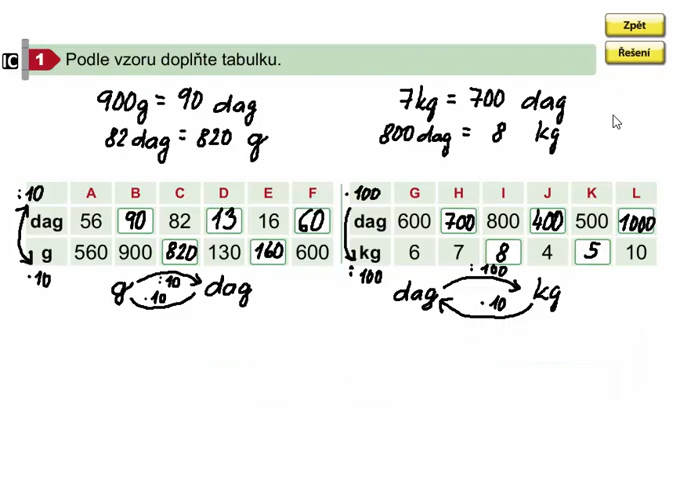 Zpět
1 Podle vzoru doplňte tabulku.
Řešení
900g = 90 dag
82 dag = 820 g
7kg = 700 dag
800 dag = 8 kg
:10 A B C D E F
dag 56 90 82 13 16 60
g 560 900 820 130 160 600
·10
·100 G H I J K L
dag 600 700 800 400 500 1000
kg 6 7 8 4 5 10
:100
g :10 dag
·10
dag :100 kg
·10